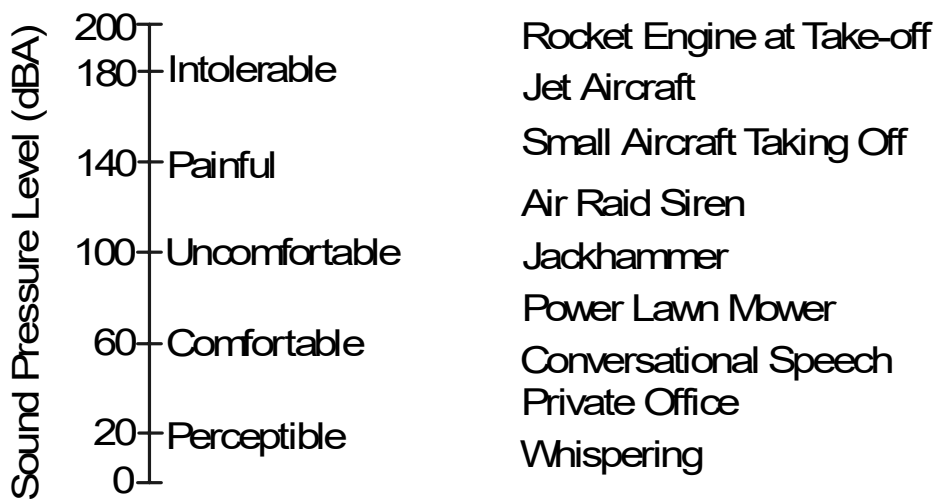 Sound Pressure Level (dBA)
200
180 Intolerable
140 Painful
100 Uncomfortable
60 Comfortable
20 Perceptible
0
Rocket Engine at Take-off
Jet Aircraft
Small Aircraft Taking Off
Air Raid Siren
Jackhammer
Power Lawn Mower
Conversational Speech
Private Office
Whispering